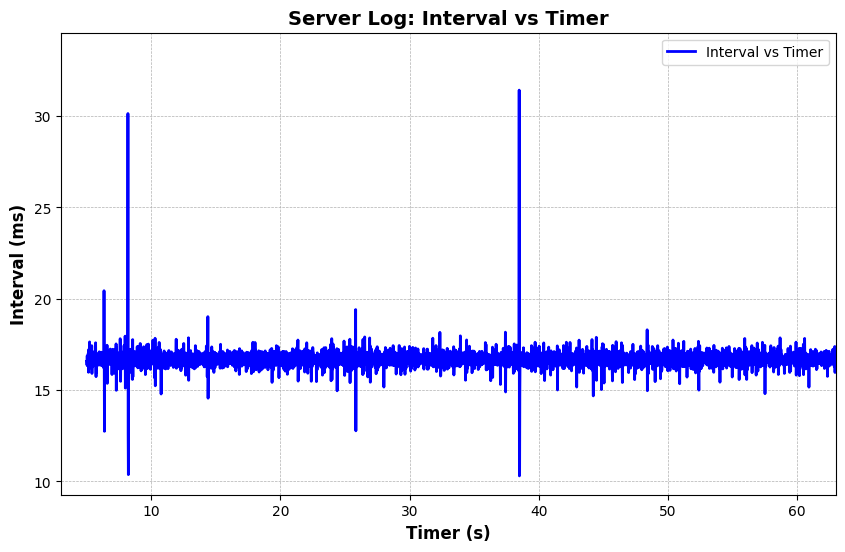 Server Log: Interval vs Timer
Interval vs Timer
Interval (ms)
30
25
20
15
10
10 20 30 40 50 60
Timer (s)